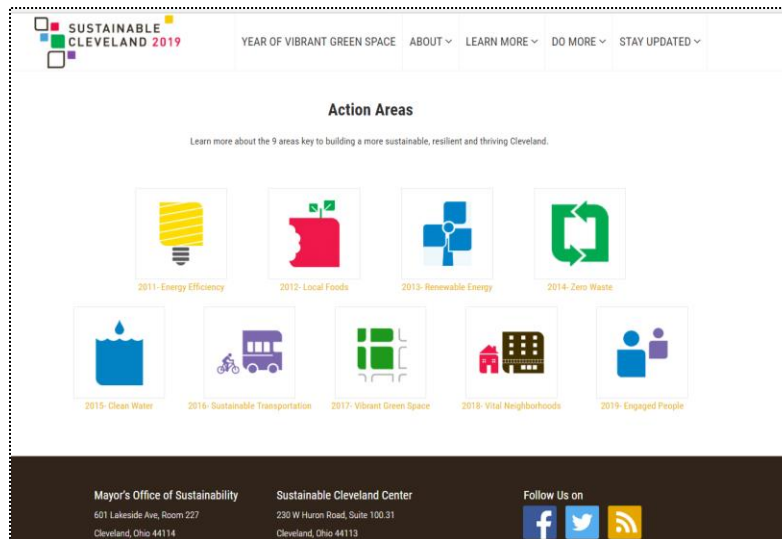 SUSTAINABLE
CLEVELAND 2019
YEAR OF VIBRANT GREEN SPACE ABOUT LEARN MORE DO MORE STAY UPDATED
Action Areas
Learn more about the 9 areas key to building a more sustainable, resilient and thriving Cleveland.
2011- Energy Efficiency 2012- Local Foods 2013- Renewable Energy 2014- Zero Waste
2015- Clean Water 2016- Sustainable Transportation 2017- Vibrant Green Space 2018- Vital Neighborhoods 2019- Engaged People
Mayor's Office of Sustainability Sustainable Cleveland Center Follow Us on
601 Lakeside Ave, Room 227 230 W Huron Road, Suite 100.31
Cleveland, Ohio 44114 Cleveland, Ohio 44113